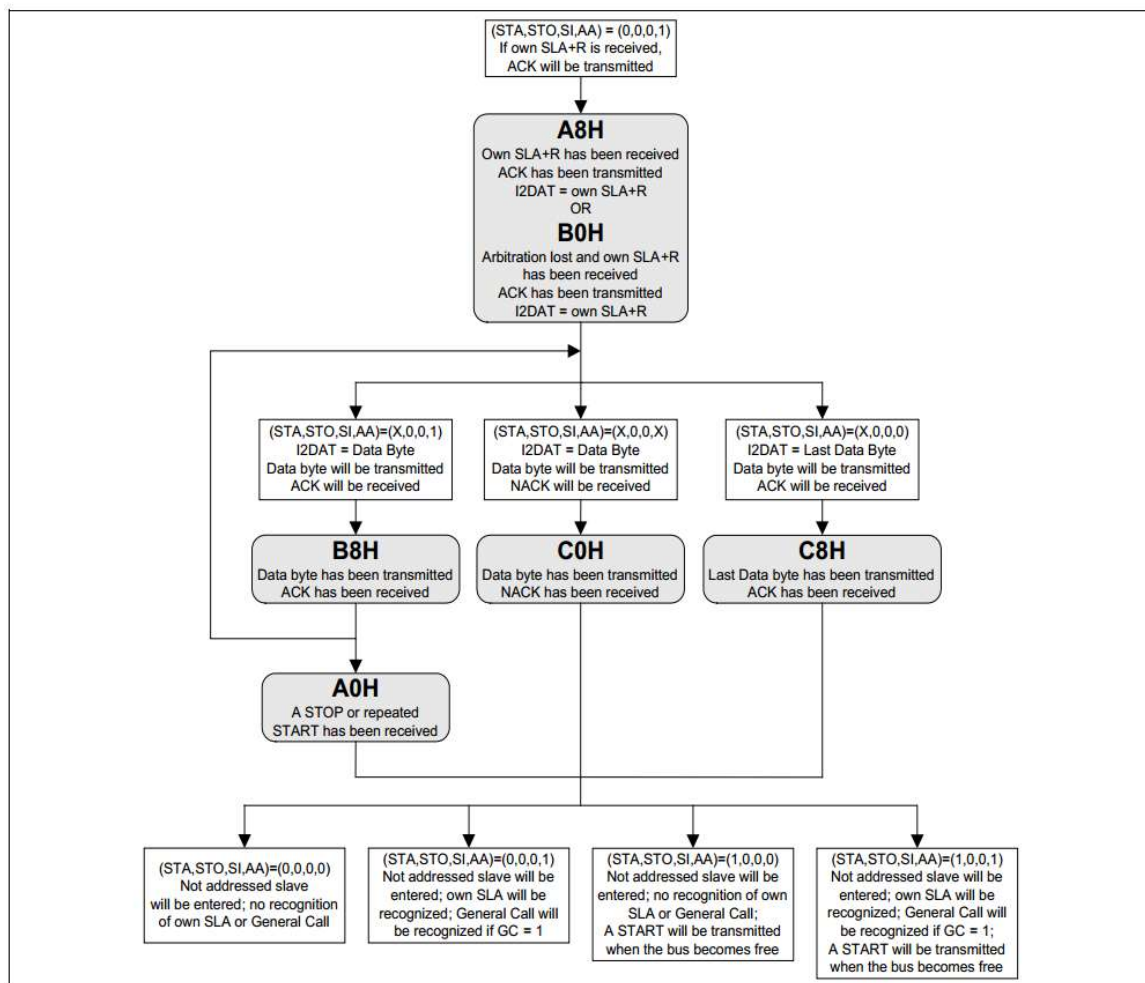 (STA,STO,SI,AA) = (0,0,0,1)
If own SLA+R is received,
ACK will be transmitted
A8H
Own SLA+R has been received
ACK has been transmitted
I2DAT = own SLA+R
OR
B0H
Arbitration lost and own SLA+R
has been received
ACK has been transmitted
I2DAT = own SLA+R
(STA,STO,SI,AA)=(X,0,0,1)
I2DAT = Data Byte
Data byte will be transmitted
ACK will be received
(STA,STO,SI,AA)=(X,0,0,X)
I2DAT = Data Byte
Data byte will be transmitted
NACK will be received
(STA,STO,SI,AA)=(X,0,0,0)
I2DAT = Last Data Byte
Data byte will be transmitted
ACK will be received
B8H
Data byte has been transmitted
ACK has been received
C0H
Data byte has been transmitted
NACK has been received
C8H
Last Data byte has been transmitted
ACK has been received
A0H
A STOP or repeated
START has been received
(STA,STO,SI,AA)=(0,0,0,0)
Not addressed slave
will be entered; no recognition
of own SLA or General Call
(STA,STO,SI,AA)=(0,0,0,1)
Not addressed slave will be
entered; own SLA will be
recognized; General Call will
be recognized if GC = 1
(STA,STO,SI,AA)=(1,0,0,0)
Not addressed slave will be
entered; no recognition of own
SLA or General Call;
A START will be transmitted
when the bus becomes free
(STA,STO,SI,AA)=(1,0,0,1)
Not addressed slave will be
entered; own SLA will be
recognized; General Call will
be recognized if GC = 1;
A START will be transmitted
when the bus becomes free